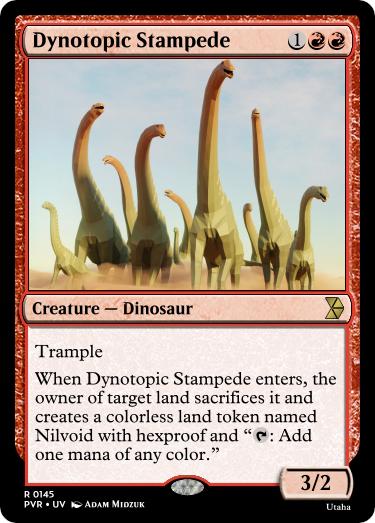 Dynotopic Stampede 1
Creature — Dinosaur
Trample
When Dynotopic Stampede enters, the
owner of target land sacrifices it and
creates a colorless land token named
Nilvoid with hexproof and “: Add
one mana of any color.”
3/2
R 0145
PVR • UV Adam Midzuk
Utaha